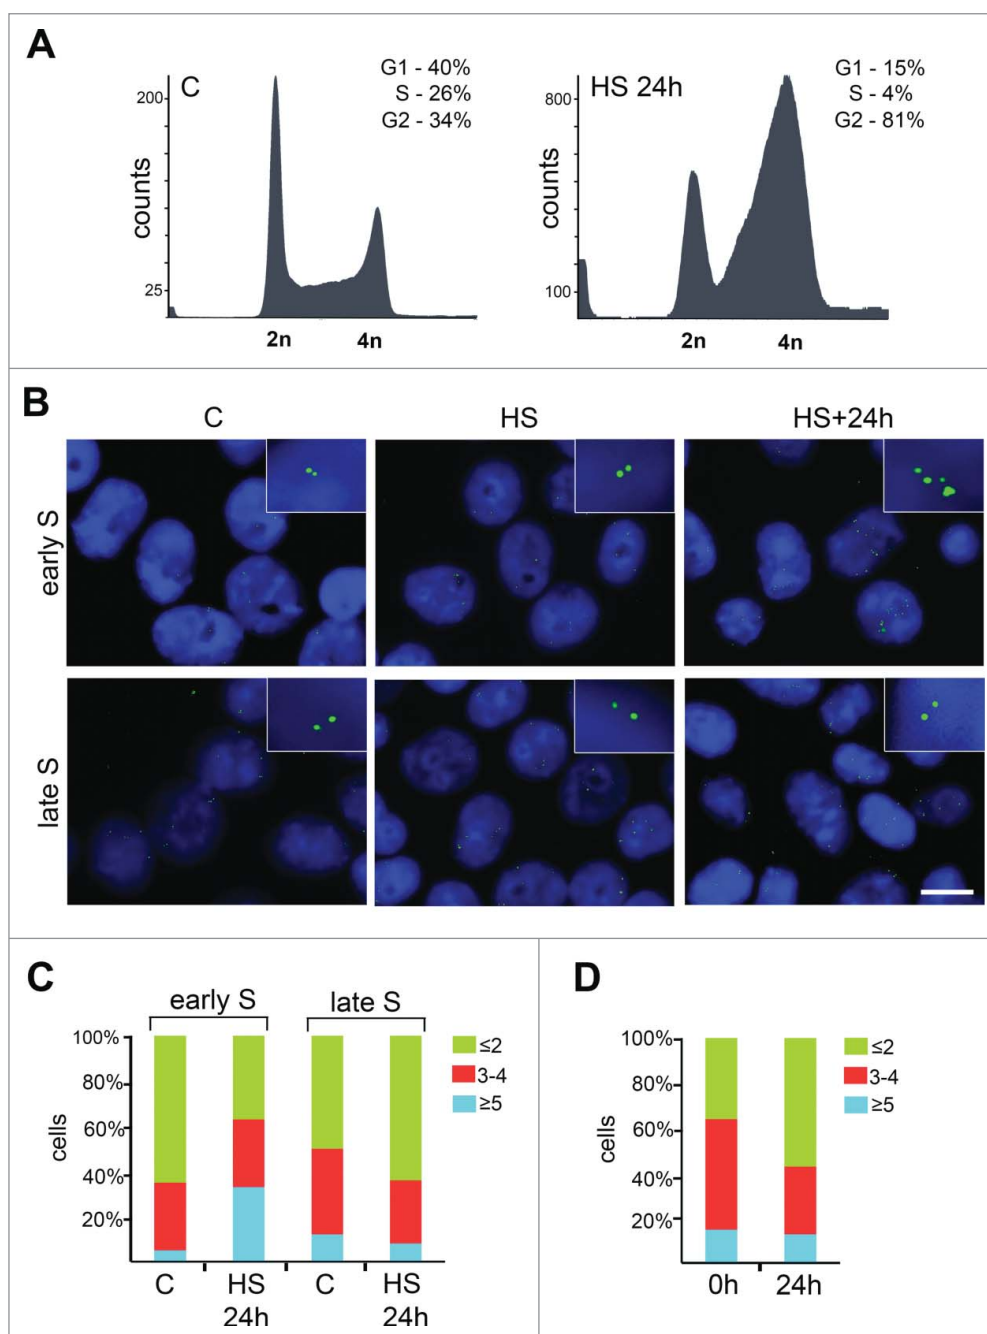 A
C
G1 - 40%
S - 26%
G2 - 34%
200
25
counts
2n
4n
HS 24h
G1 - 15%
S - 4%
G2 - 81%
800
100
counts
2n
4n
B
C
HS
HS+24h
early S
late S
C
early S
late S
100%
80%
60%
40%
20%
cells
≤2
3-4
≥5
C
HS
24h
C
HS
24h
D
100%
80%
60%
40%
20%
cells
≤2
3-4
≥5
0h
24h